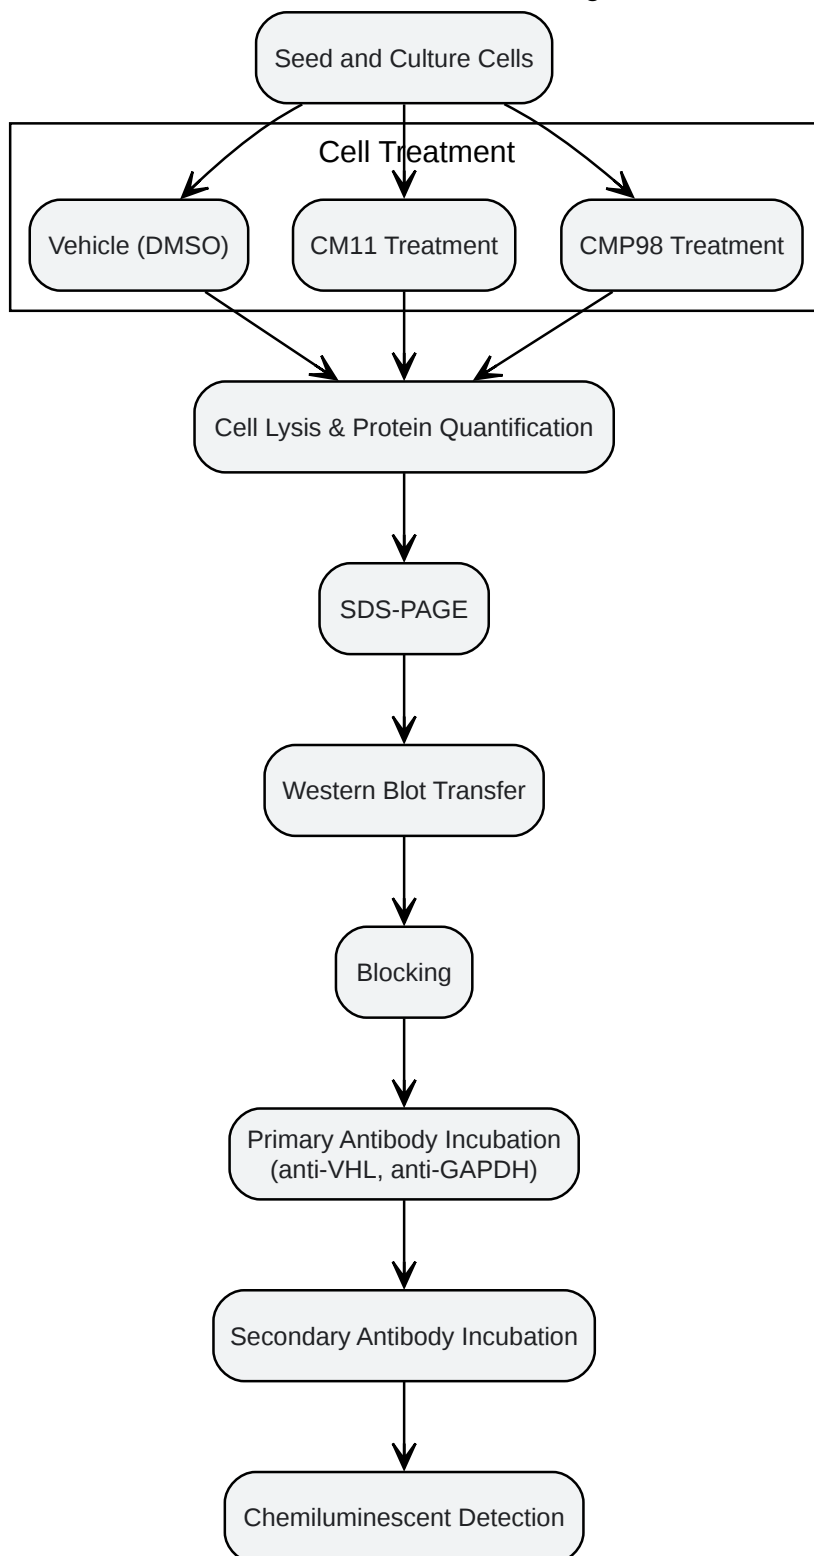 Seed and Culture Cells
Cell Treatment
Vehicle (DMSO)
CM11 Treatment
CMP98 Treatment
Cell Lysis & Protein Quantification
SDS-PAGE
Western Blot Transfer
Blocking
Primary Antibody Incubation
(anti-VHL, anti-GAPDH)
Secondary Antibody Incubation
Chemiluminescent Detection